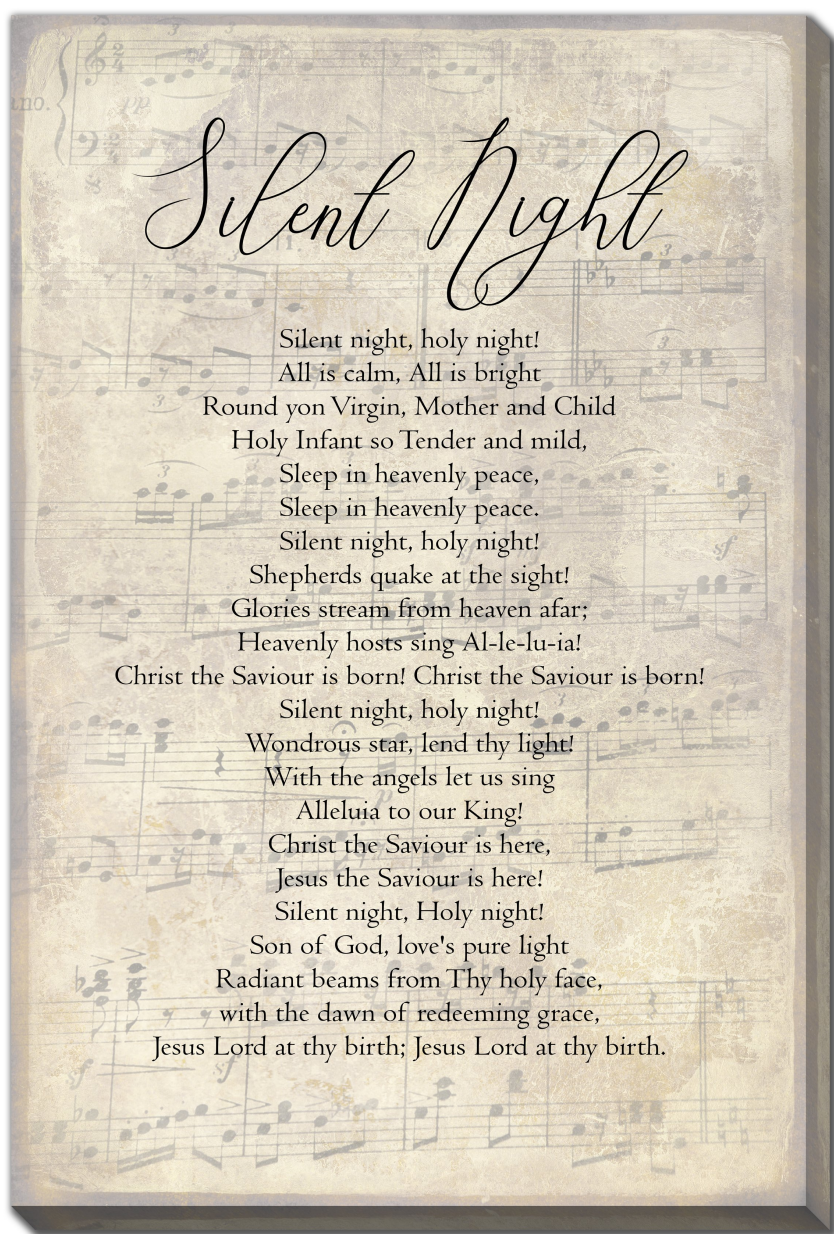 ano.
pp
Silent Night
Silent night, holy night!
All is calm, All is bright
Round yon Virgin, Mother and Child
Holy Infant so Tender and mild,
Sleep in heavenly peace,
Sleep in heavenly peace.
Silent night, holy night!
Shepherds quake at the sight!
Glories stream from heaven afar;
Heavenly hosts sing Al-le-lu-ia!
Christ the Saviour is born! Christ the Saviour is born!
Silent night, holy night!
Wondrous star, lend thy light!
With the angels let us sing
Alleluia to our King!
Christ the Saviour is here,
Jesus the Saviour is here!
Silent night, Holy night!
Son of God, love's pure light
Radiant beams from Thy holy face,
with the dawn of redeeming grace,
Jesus Lord at thy birth; Jesus Lord at thy birth.